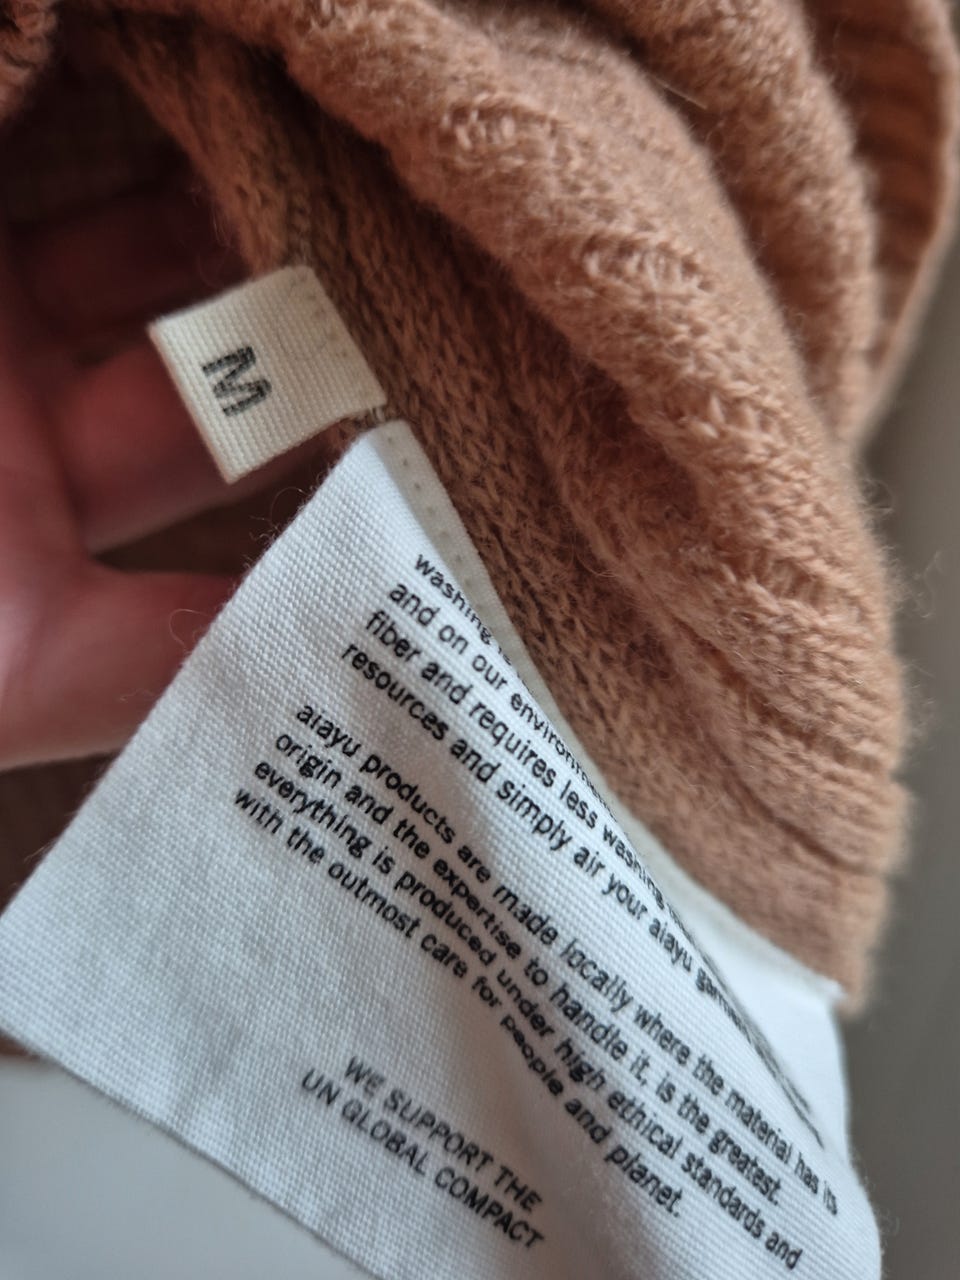 M
washing
and on our
fiber and requires less washing
resources and simply air your aiayu
aiayu products are made locally where the material has its
origin and the expertise to handle it, is the greatest.
everything is produced under high ethical standards and
with the outmost care for people and planet.
WE SUPPORT THE
UN GLOBAL COMPACT